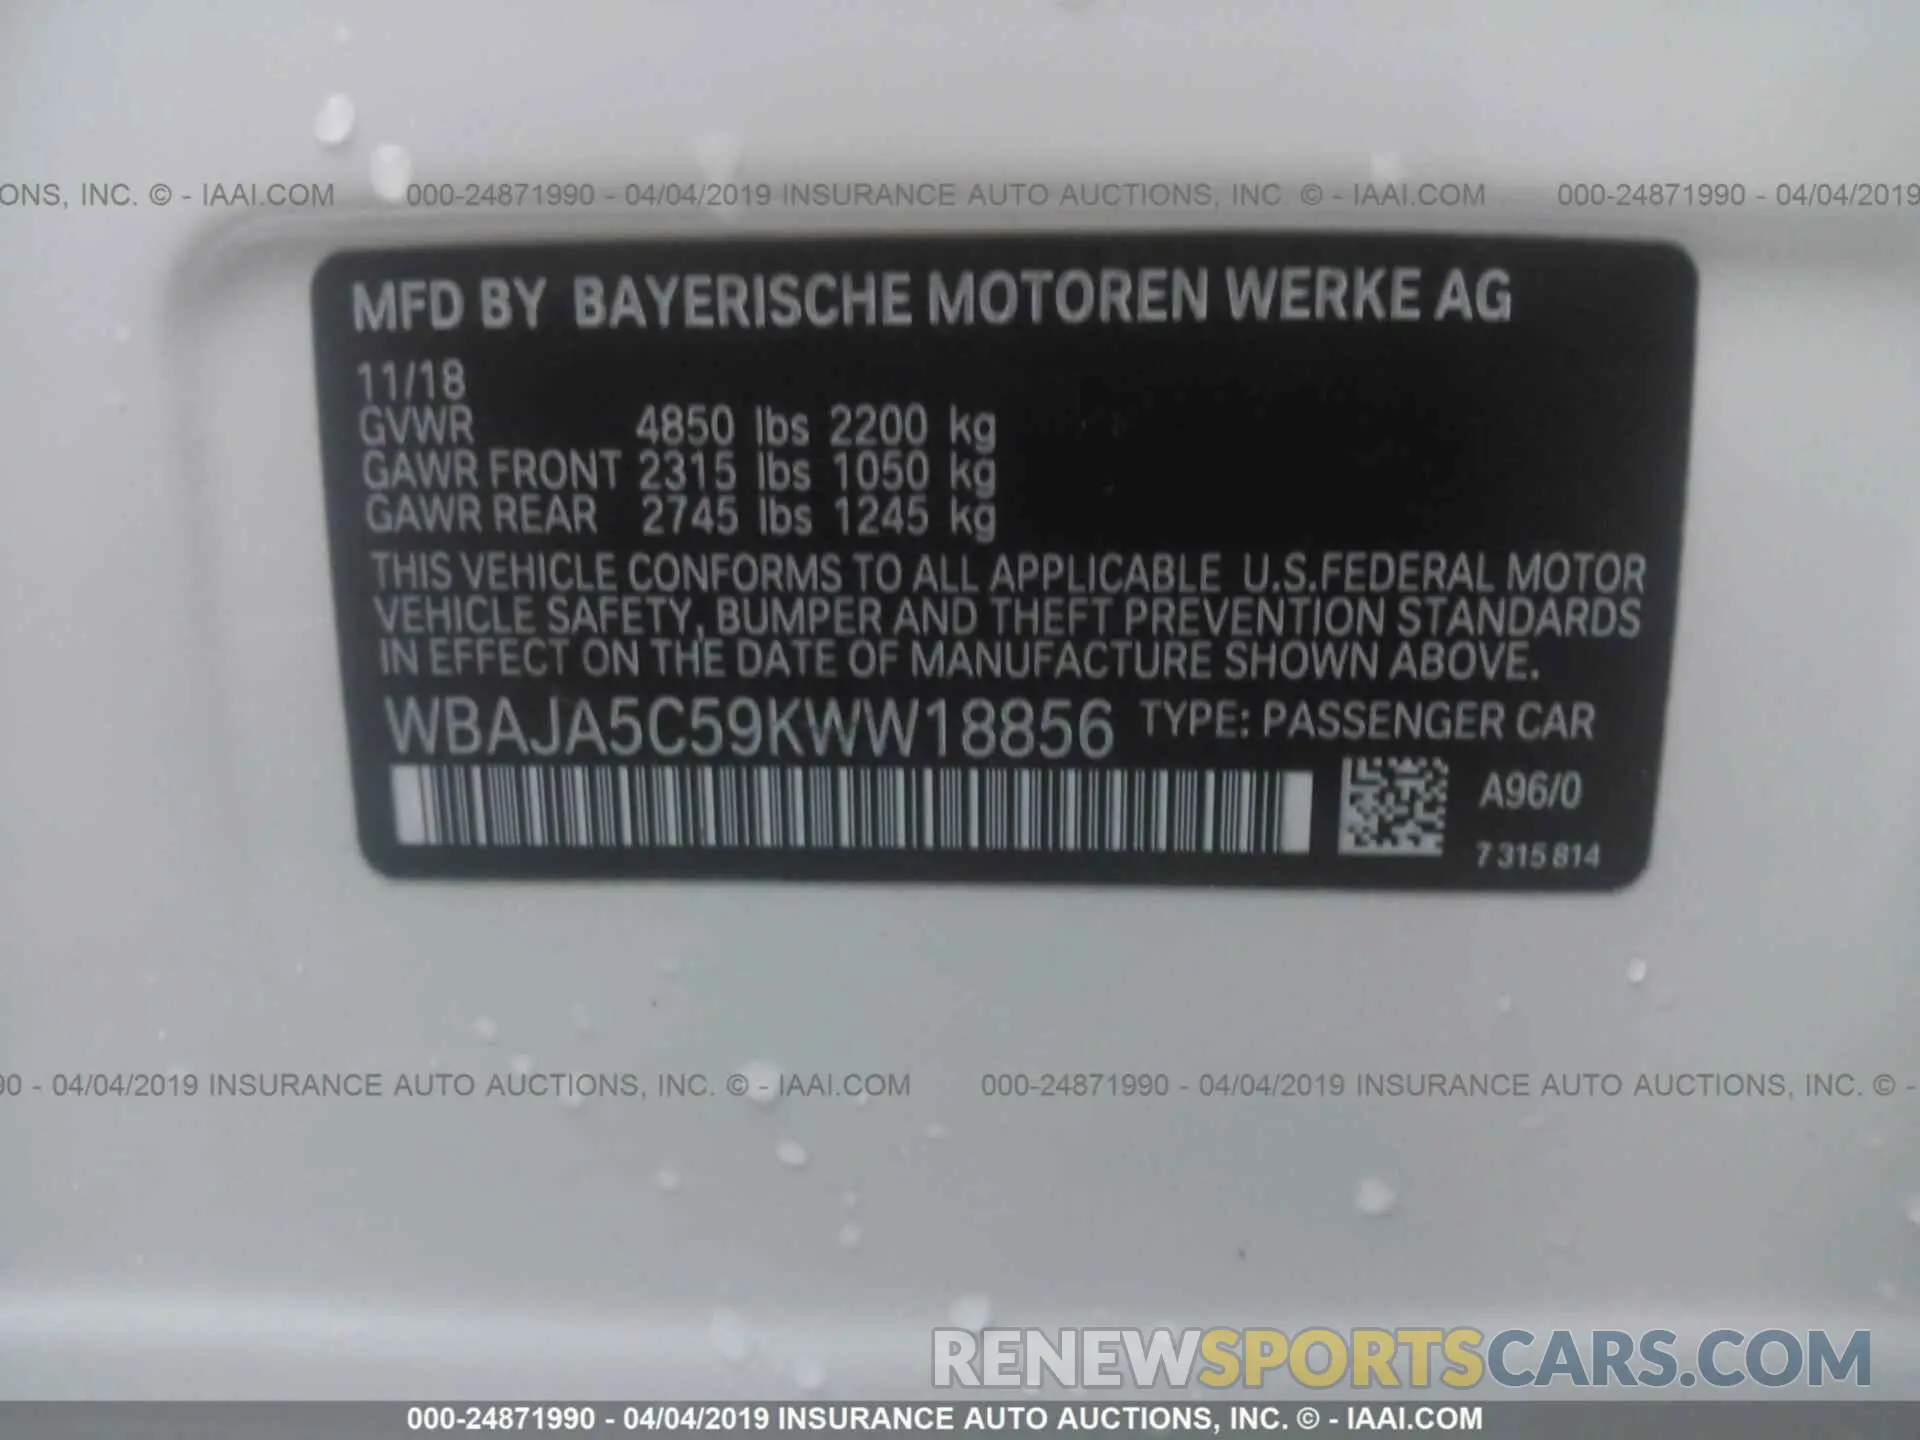 ONS, INC. © - IAAI.COM 000-24871990 - 04/04/2019 INSURANCE AUTO AUCTIONS, INC. © - IAAI.COM 000-24871990 - 04/04/2019
MFD BY BAYERISCHE MOTOREN WERKE AG
11/18
GVWR 4850 lbs 2200 kg
GAWR FRONT 2315 lbs 1050 kg
GAWR REAR 2745 lbs 1245 kg
THIS VEHICLE CONFORMS TO ALL APPLICABLE U.S.FEDERAL MOTOR
VEHICLE SAFETY, BUMPER AND THEFT PREVENTION STANDARDS
IN EFFECT ON THE DATE OF MANUFACTURE SHOWN ABOVE.
WBAJA5C59KWW18856 TYPE: PASSENGER CAR
A96/0
7 315 814
90 - 04/04/2019 INSURANCE AUTO AUCTIONS, INC. © - IAAI.COM 000-24871990 - 04/04/2019 INSURANCE AUTO AUCTIONS, INC. © -
RENEWSPORTSCARS.COM
000-24871990 - 04/04/2019 INSURANCE AUTO AUCTIONS, INC. © - IAAI.COM